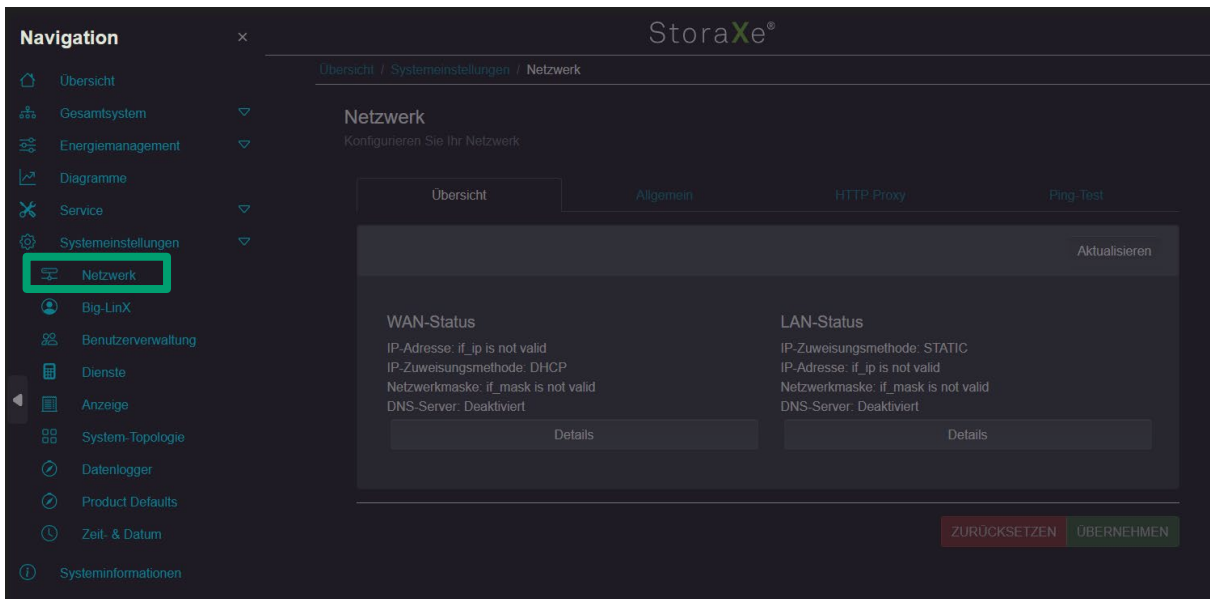 Navigation ×
StoraXe®
Übersicht
Gesamtsystem
Energiemanagement
Diagramme
Service
Systemeinstellungen
Netzwerk
Big-LinX
Benutzerverwaltung
Dienste
Anzeige
System-Topologie
Datenlogger
Product Defaults
Zeit- & Datum
Systeminformationen
Übersicht / Systemeinstellungen / Netzwerk
Netzwerk
Konfigurieren Sie Ihr Netzwerk
Übersicht Allgemein HTTP Proxy Ping-Test
Aktualisieren
WAN-Status
IP-Adresse: if_ip is not valid
IP-Zuweisungsmethode: DHCP
Netzwerkmaske: if_mask is not valid
DNS-Server: Deaktiviert
Details
LAN-Status
IP-Zuweisungsmethode: STATIC
IP-Adresse: if_ip is not valid
Netzwerkmaske: if_mask is not valid
DNS-Server: Deaktiviert
Details
ZURÜCKSETZEN ÜBERNEHMEN